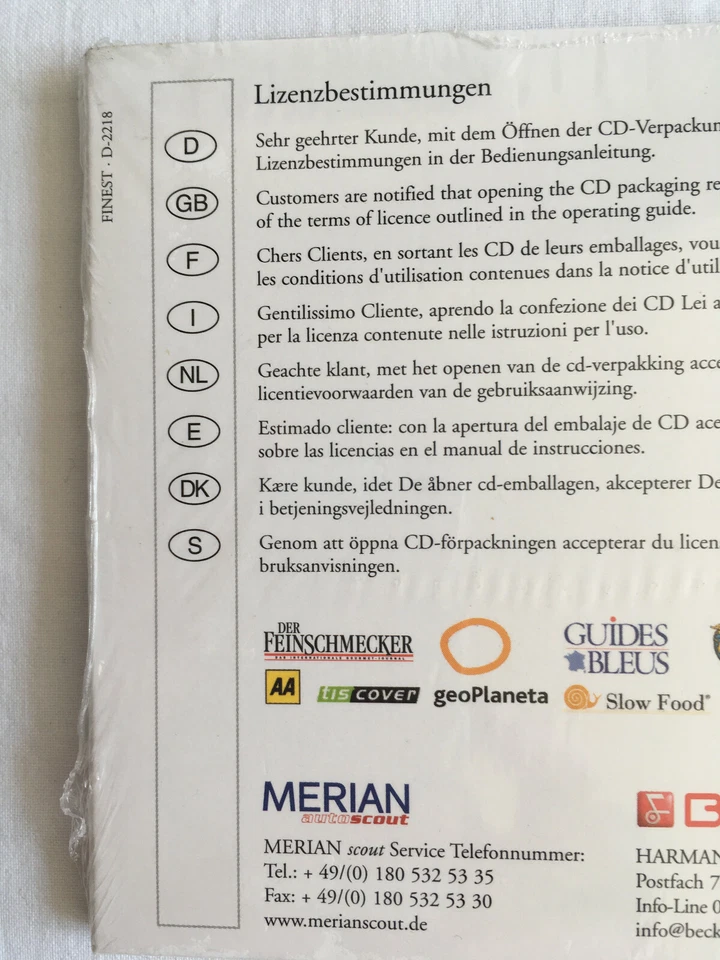 FINEST · D-2218
Lizenzbestimmungen
D
Sehr geehrter Kunde, mit dem Öffnen der CD-Verpackun
Lizenzbestimmungen in der Bedienungsanleitung.
GB
Customers are notified that opening the CD packaging re
of the terms of licence outlined in the operating guide.
F
Chers Clients, en sortant les CD de leurs emballages, vou
les conditions d'utilisation contenues dans la notice d'util
I
Gentilissimo Cliente, aprendo la confezione dei CD Lei a
per la licenza contenute nelle istruzioni per l'uso.
NL
Geachte klant, met het openen van de cd-verpakking acce
licentievoorwaarden van de gebruiksaanwijzing.
E
Estimado cliente: con la apertura del embalaje de CD ace
sobre las licencias en el manual de instrucciones.
DK
Kære kunde, idet De åbner cd-emballagen, akkepterer De
i betjeningsvejledningen.
S
Genom att öppna CD-förpackningen accepterar du licen
bruksanvisningen.
DER
FEINSCHMECKER
GUIDES
BLEUS
AA
tiscover
geoPlaneta
Slow Food®
MERIAN
autoscout
MERIAN scout Service Telefonnummer:
Tel.: + 49/(0) 180 532 53 35
Fax: + 49/(0) 180 532 53 30
www.merianscout.de
HARMAN
Postfach 7
Info-Line 0
info@beck